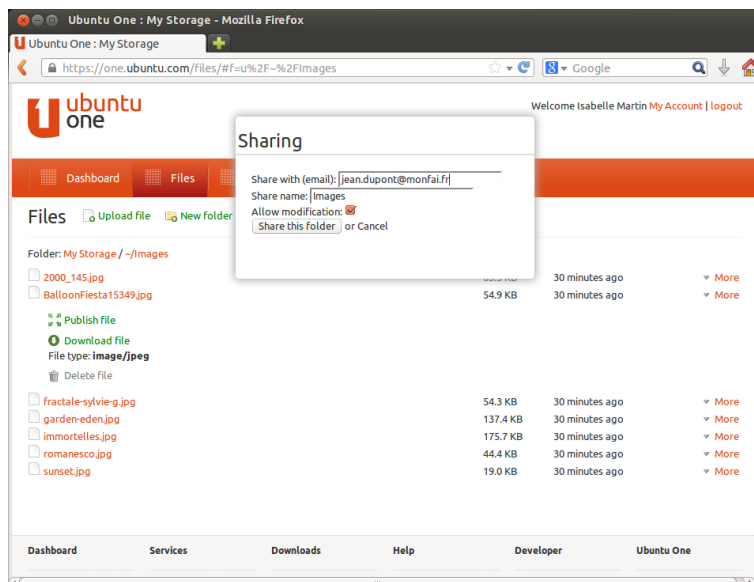 Ubuntu One : My Storage - Mozilla Firefox
Ubuntu One : My Storage
https://one.ubuntu.com/files/#f=u%2F~%2FImages
8 Google
ubuntu one
Welcome Isabelle Martin My Account | logout
Sharing
Dashboard Files
Share with (email): jean.dupont@monfai.fr
Share name: Images
Allow modification:
Share this folder or Cancel
Files Upload file New folder
Folder: My Storage / ~/Images
2000_145.jpg 30 minutes ago More
BalloonFiesta15349.jpg 54.9 KB 30 minutes ago More
Publish file
Download file
File type: image/jpeg
Delete file
fractale-sylvie-g.jpg 54.3 KB 30 minutes ago More
garden-eden.jpg 137.4 KB 30 minutes ago More
immortelles.jpg 175.7 KB 30 minutes ago More
romanesco.jpg 44.4 KB 30 minutes ago More
sunset.jpg 19.0 KB 30 minutes ago More
Dashboard Services Downloads Help Developer Ubuntu One